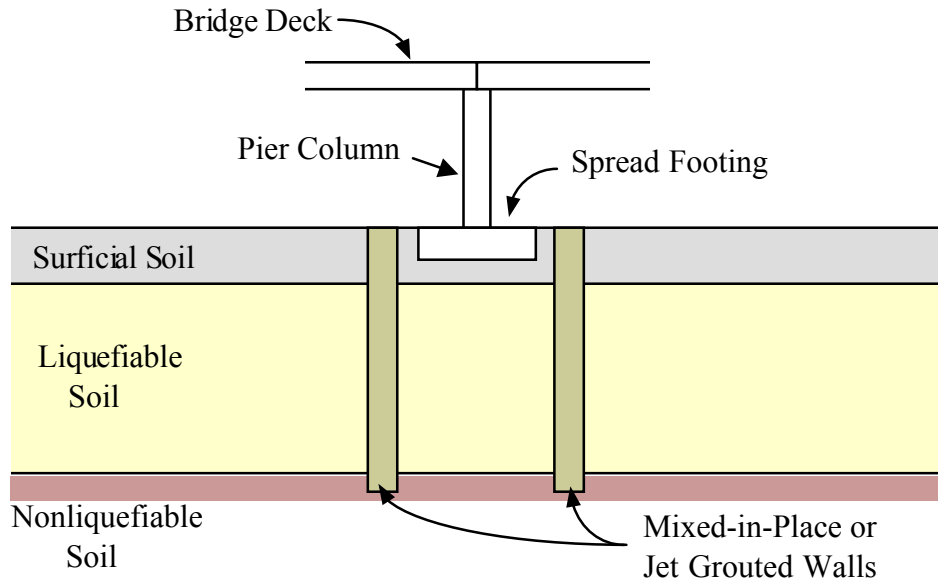 Bridge Deck
Pier Column
Spread Footing
Surficial Soil
Liquefiable
Soil
Nonliquefiable
Soil
Mixed-in-Place or
Jet Grouted Walls